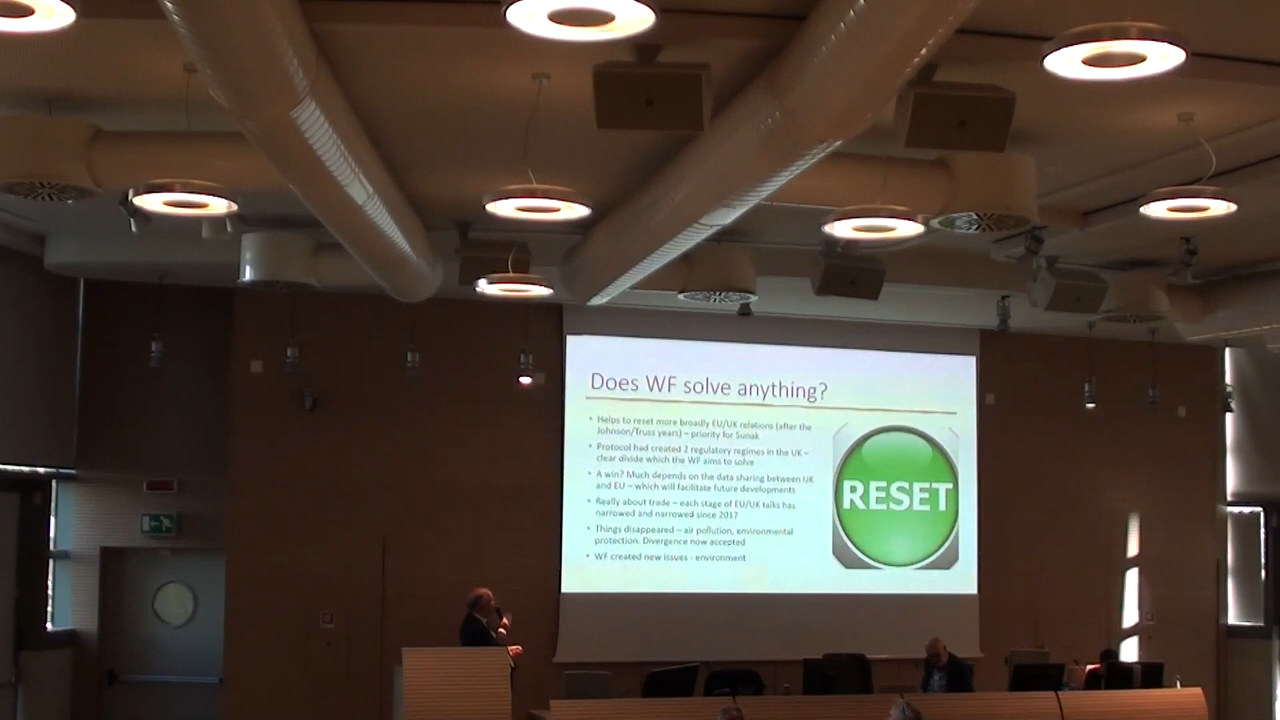 Does WF solve anything?
• Helps to reset more broadly EU/UK relations (after the
Johnson/Truss years) – priority for Sunak
• Protocol had created 2 regulatory regimes in the UK –
clear divide which the WF aims to solve
• A win? Much depends on the data sharing between UK
and EU – which will facilitate future developments
• Really about trade – each stage of EU/UK talks has
narrowed and narrowed since 2017
• Things disappeared – air pollution, environmental
protection. Divergence now accepted
• WF created new issues - environment
RESET